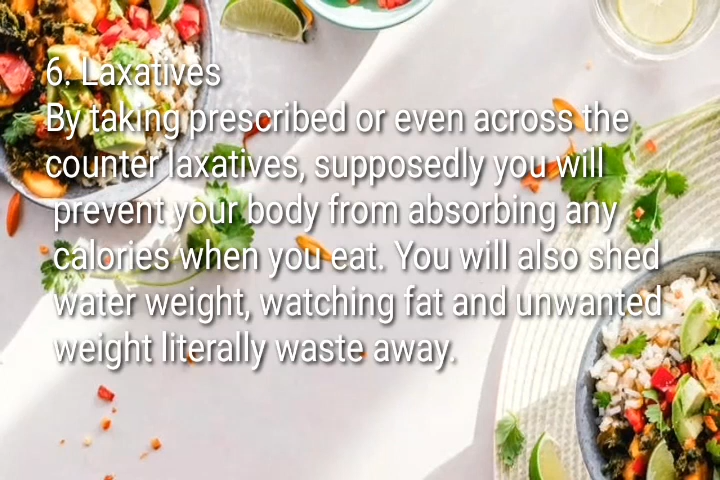 6. Laxatives
By taking prescribed or even across the
counter laxatives, supposedly you will
prevent your body from absorbing any
calories when you eat. You will also shed
water weight, watching fat and unwanted
weight literally waste away.